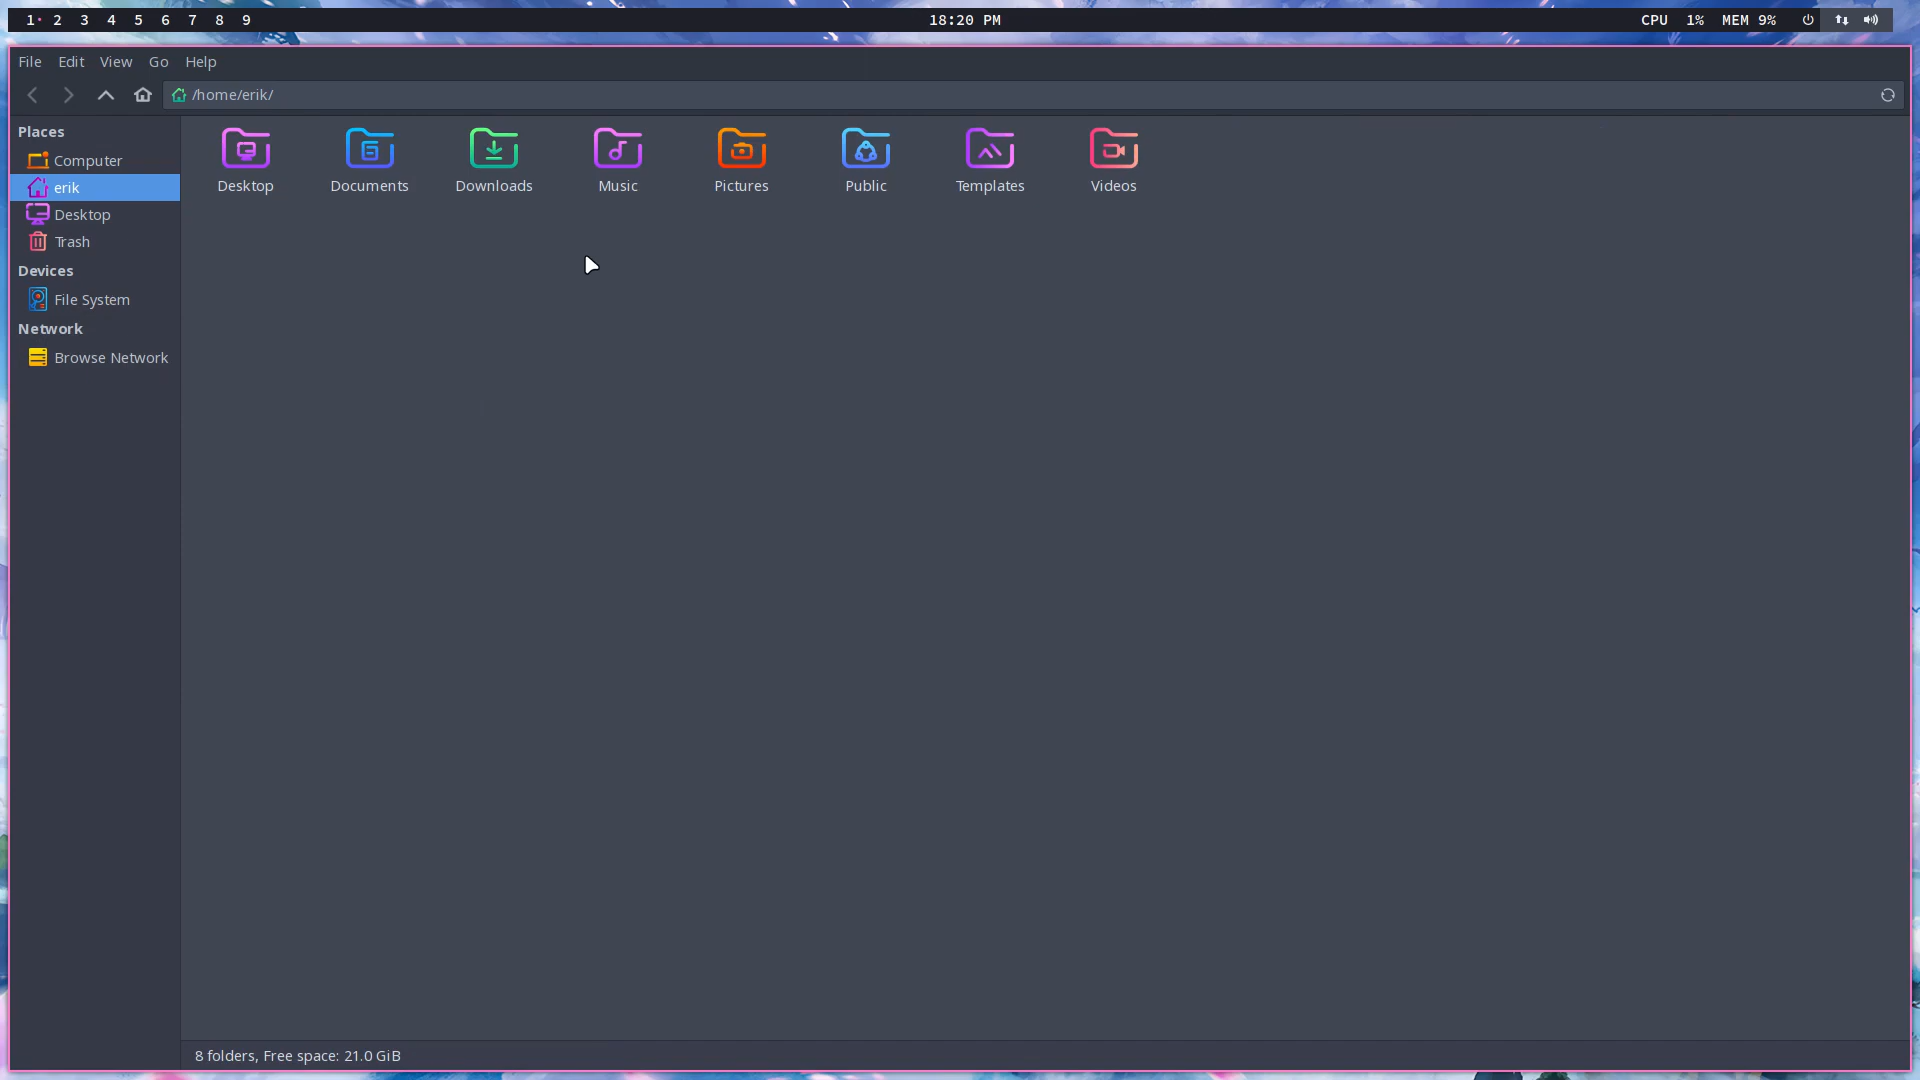 1 2 3 4 5 6 7 8 9 18:20 PM CPU 1% MEM 9%
File Edit View Go Help
/home/erik/
Places
Computer
erik
Desktop
Trash
Devices
File System
Network
Browse Network
Desktop Documents Downloads Music Pictures Public Templates Videos
8 folders, Free space: 21.0 GiB